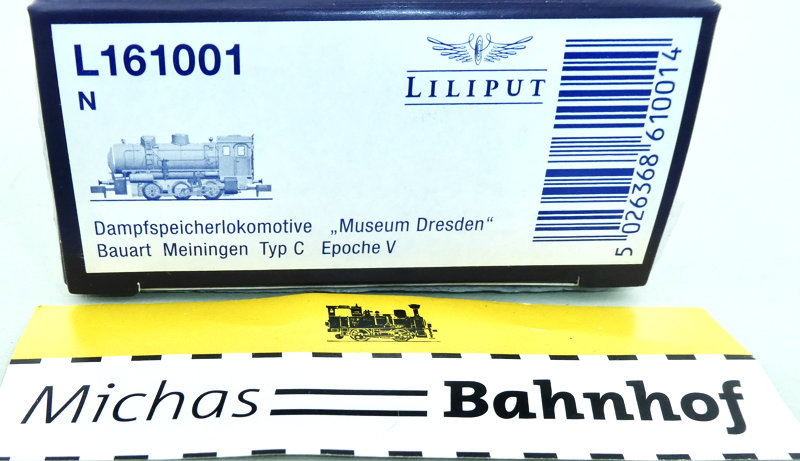 L161001
N
LILIPUT
Dampfspeicherlokomotive „Museum Dresden“
Bauart Meiningen Typ C Epoche V
5 026368 610014
Michas Bahnhof